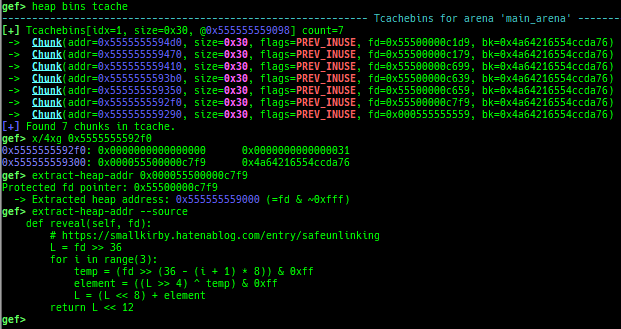 gef> heap bins tcache
Tcachebins for arena 'main_arena'
[+] Tcachebins[idx=1, size=0x30, @0x555555559098] count=7
-> Chunk(addr=0x5555555594d0, size=0x30, flags=PREV_INUSE, fd=0x55500000c1d9, bk=0x4a64216554ccda76)
-> Chunk(addr=0x555555559470, size=0x30, flags=PREV_INUSE, fd=0x55500000c179, bk=0x4a64216554ccda76)
-> Chunk(addr=0x555555559410, size=0x30, flags=PREV_INUSE, fd=0x55500000c699, bk=0x4a64216554ccda76)
-> Chunk(addr=0x5555555593b0, size=0x30, flags=PREV_INUSE, fd=0x55500000c639, bk=0x4a64216554ccda76)
-> Chunk(addr=0x555555559350, size=0x30, flags=PREV_INUSE, fd=0x55500000c659, bk=0x4a64216554ccda76)
-> Chunk(addr=0x5555555592f0, size=0x30, flags=PREV_INUSE, fd=0x55500000c7f9, bk=0x4a64216554ccda76)
-> Chunk(addr=0x555555559290, size=0x30, flags=PREV_INUSE, fd=0x000555555559, bk=0x4a64216554ccda76)
[+] Found 7 chunks in tcache.
gef> x/4xg 0x5555555592f0
0x5555555592f0: 0x0000000000000000 0x0000000000000031
0x555555559300: 0x000055500000c7f9 0x4a64216554ccda76
gef> extract-heap-addr 0x000055500000c7f9
Protected fd pointer: 0x55500000c7f9
-> Extracted heap address: 0x555555559000 (=fd & ~0xfff)
gef> extract-heap-addr --source
def reveal(self, fd):
# https://smallkirby.hatenablog.com/entry/safeunlinking
L = fd >> 36
for i in range(3):
temp = (fd >> (36 - (i + 1) * 8)) & 0xff
element = ((L >> 4) ^ temp) & 0xff
L = (L << 8) + element
return L << 12
gef>